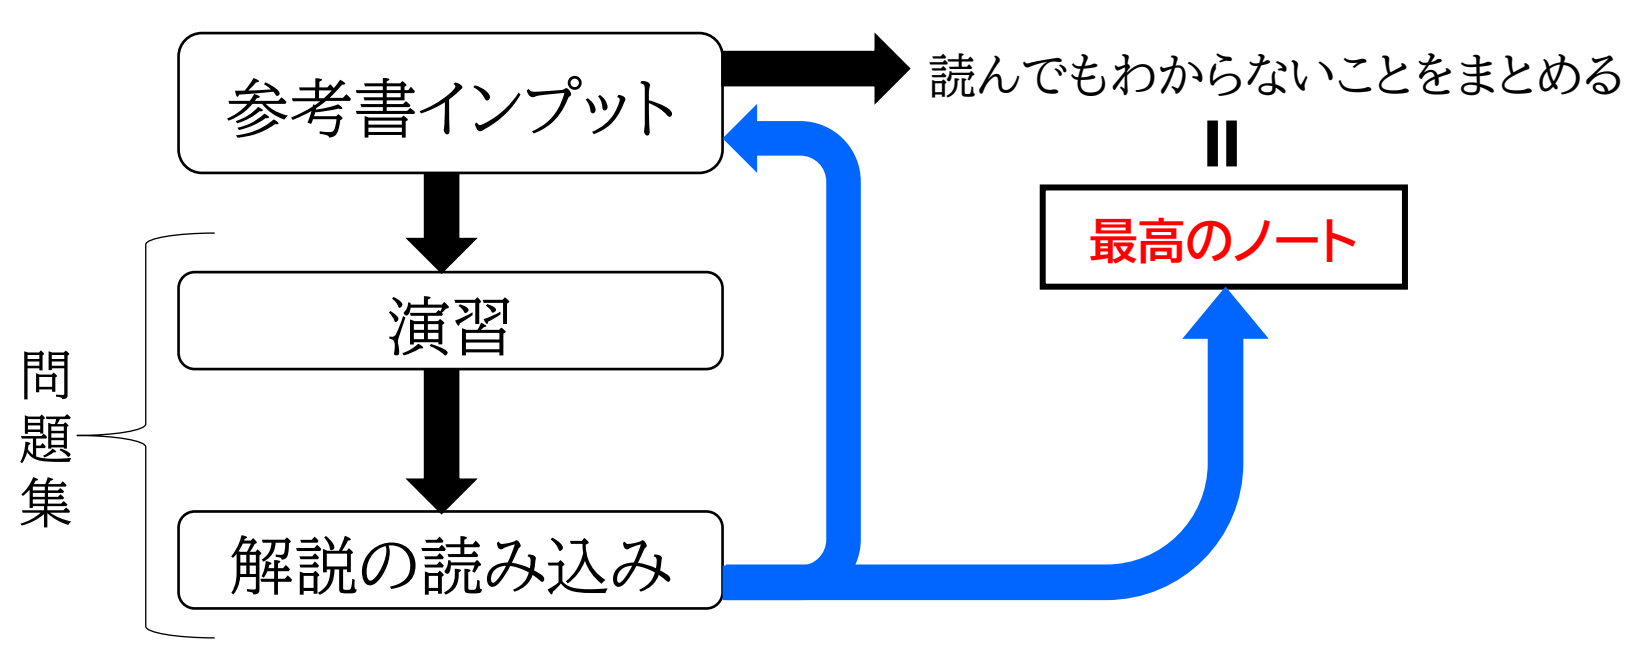 参考書インプット
読んでもわからないことをまとめる
最高のノート
演習
問題集
解説の読み込み